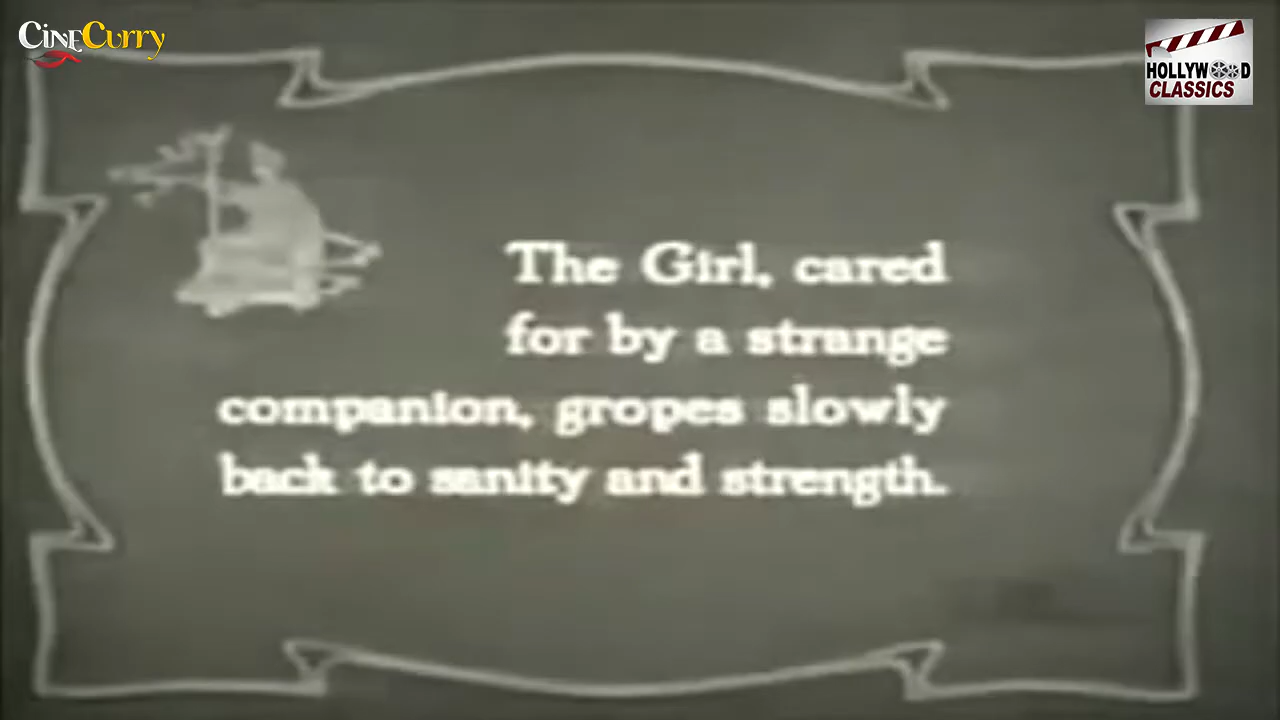 CineCurry
HOLLYWOOD
CLASSICS
The Girl, cared
for by a strange
companion, gropes slowly
back to sanity and strength.